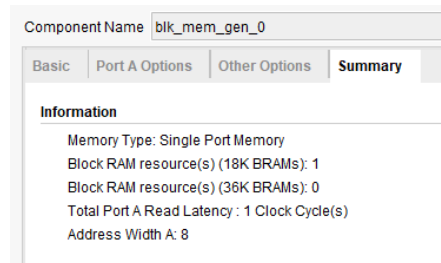 Component Name blk_mem_gen_0
Basic Port A Options Other Options Summary
Information
Memory Type: Single Port Memory
Block RAM resource(s) (18K BRAMs): 1
Block RAM resource(s) (36K BRAMs): 0
Total Port A Read Latency : 1 Clock Cycle(s)
Address Width A: 8